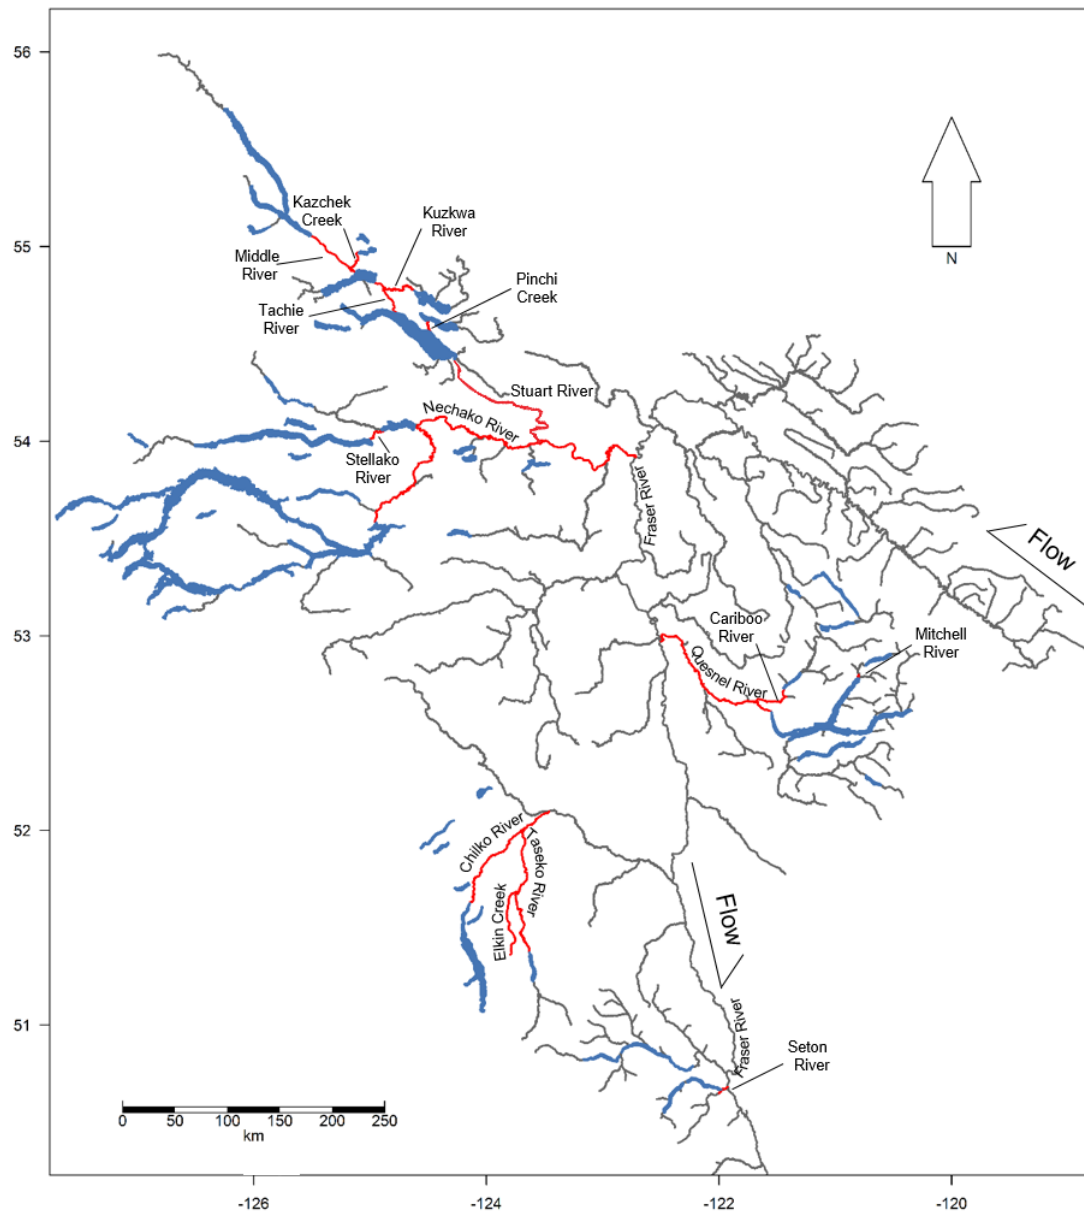 56
55
54
53
52
51
Kazchek
Creek
Kuzkwa
River
Middle
River
Pinchi
Creek
Tachie
River
N
Stuart River
Nechako River
Stellako
River
Fraser River
Flow
Cariboo
River
Mitchell
River
Quesnel River
Chilko River
Taseko River
Elkin Creek
Flow
Fraser River
Seton
River
0 50 100 150 200 250
km
-126 -124 -122 -120